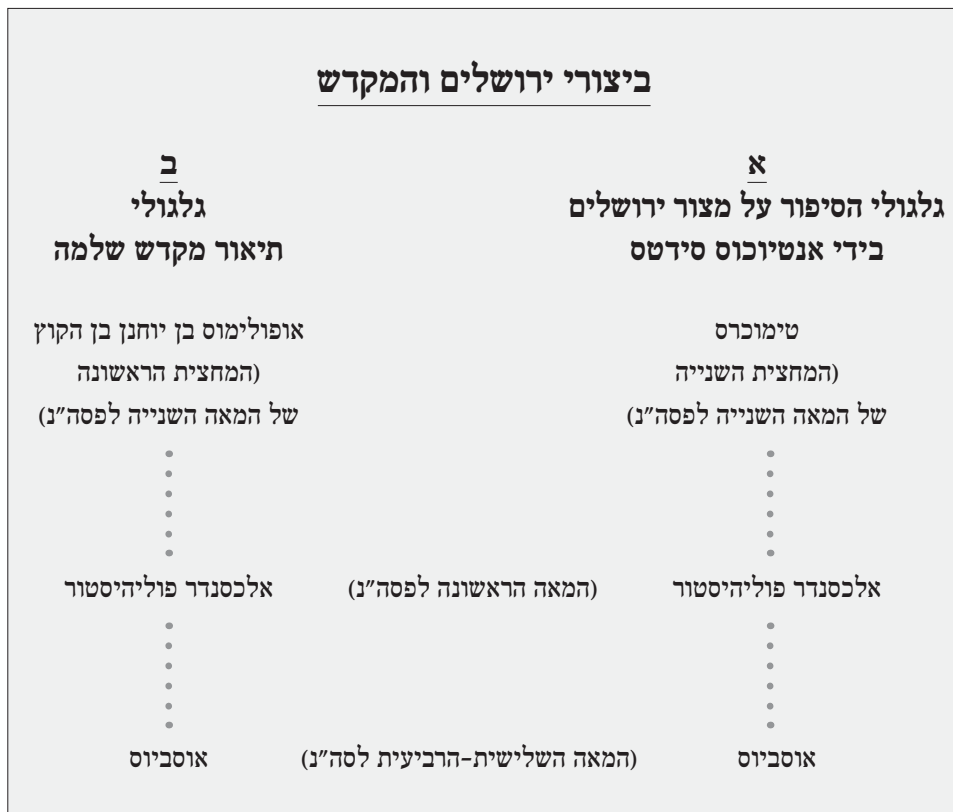 ביצורי ירושלים והמקדש
א
גלגולי הסיפור על מצור ירושלים
בידי אנטיוכוס סידטס
טימוכרס
(המחצית השנייה
של המאה השנייה לפסה"נ)
ב
גלגולי
תיאור מקדש שלמה
אופולימוס בן יוחנן בן הקוץ
(המחצית הראשונה
של המאה השנייה לפסה"נ)
אלכסנדר פוליהיסטור (המאה הראשונה לפסה"נ) אלכסנדר פוליהיסטור
אוסביוס (המאה השלישית-הרביעית לסה"נ) אוסביוס